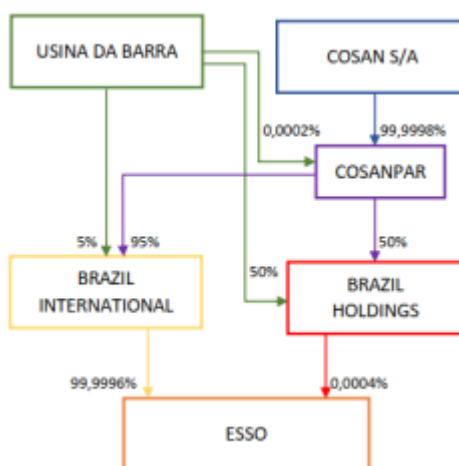 USINA DA BARRA
COSAN S/A
0,0002%
99,9998%
COSANPAR
5%
95%
50%
50%
BRAZIL
INTERNATIONAL
BRAZIL
HOLDINGS
99,9996%
0,0004%
ESSO